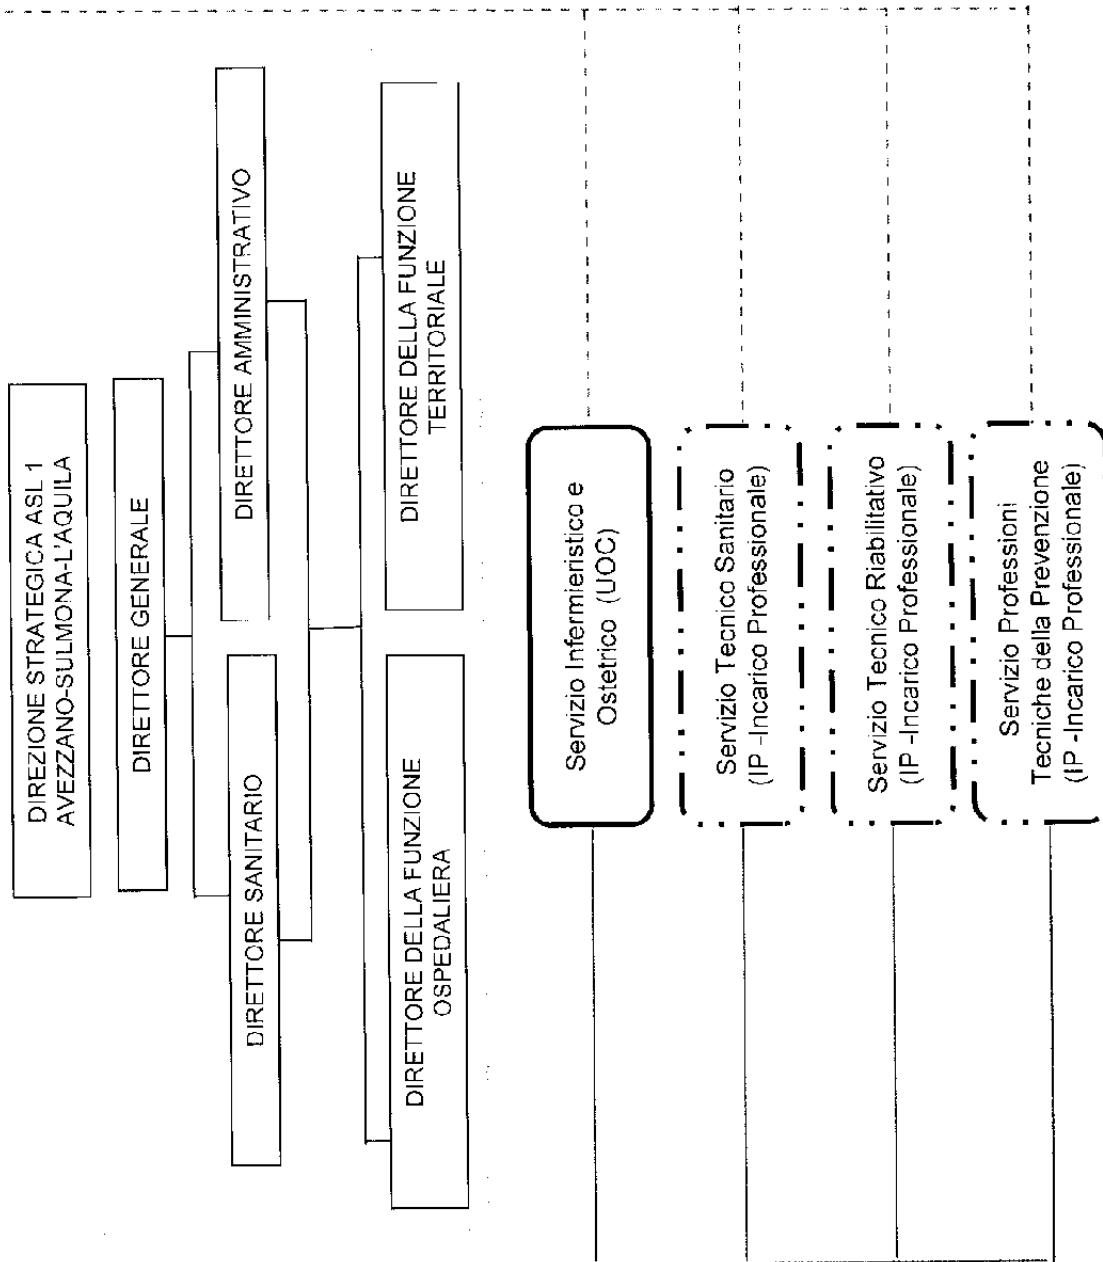 DIREZIONE STRATEGICA ASL 1
AVEZZANO-SULMONA-L'AQUILA
DIRETTORE GENERALE
DIRETTORE SANITARIO
DIRETTORE AMMINISTRATIVO
DIRETTORE DELLA FUNZIONE
OSPEDALIERA
DIRETTORE DELLA FUNZIONE
TERRITORIALE
Servizio Infermieristico e
Ostetrico (UOC)
Servizio Tecnico Sanitario
(IP -Incarico Professionale)
Servizio Tecnico Riabilitativo
(IP -Incarico Professionale)
Servizio Professioni
Tecniche della Prevenzione
(IP -Incarico Professionale)